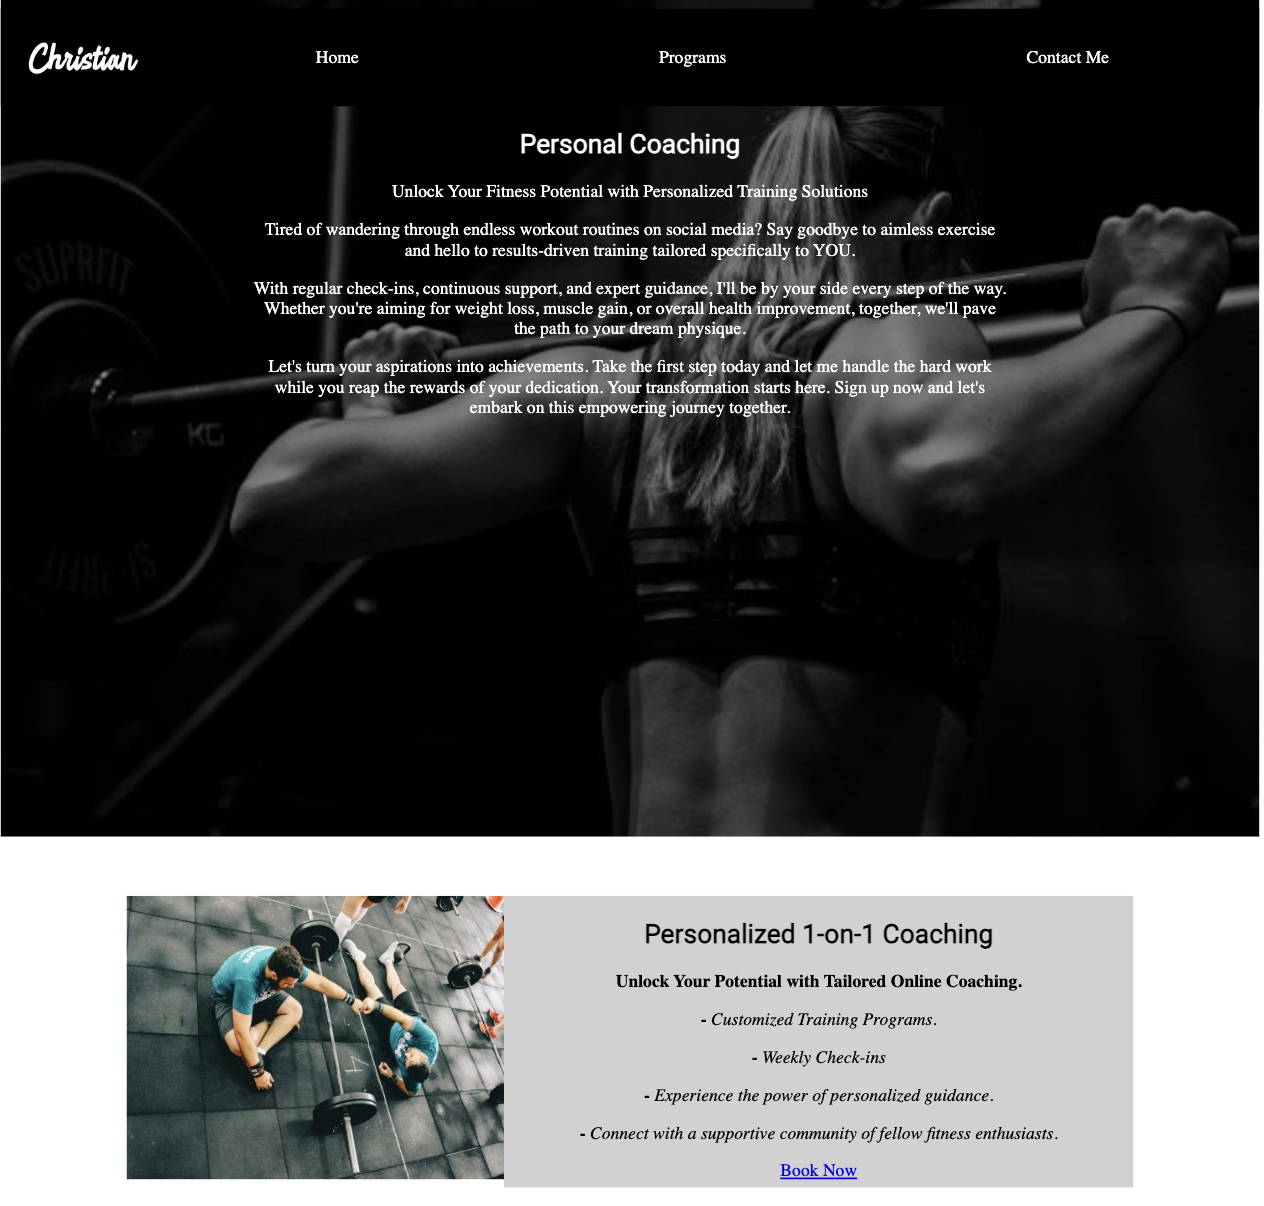 Christian
Home
Programs
Contact Me
Personal Coaching
Unlock Your Fitness Potential with Personalized Training Solutions
Tired of wandering through endless workout routines on social media? Say goodbye to aimless exercise
and hello to results-driven training tailored specifically to YOU.
With regular check-ins, continuous support, and expert guidance, I'll be by your side every step of the way.
Whether you're aiming for weight loss, muscle gain, or overall health improvement, together, we'll pave
the path to your dream physique.
Let's turn your aspirations into achievements. Take the first step today and let me handle the hard work
while you reap the rewards of your dedication. Your transformation starts here. Sign up now and let's
embark on this empowering journey together.
SUPRFIT
KG
SUPRFIT
Personalized 1-on-1 Coaching
Unlock Your Potential with Tailored Online Coaching.
- Customized Training Programs.
- Weekly Check-ins
- Experience the power of personalized guidance.
- Connect with a supportive community of fellow fitness enthusiasts.
Book Now